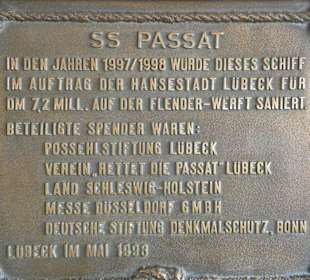 SS PASSAT
IN DEN JAHREN 1997/1998 WURDE DIESES SCHIFF
IM AUFTRAG DER HANSESTADT LÜBECK FÜR
DM 7,2 MILL. AUF DER FLENDER-WERFT SANIERT
BETEILIGTE SPENDER WAREN:
POSSEHLSTIFTUNG LÜBECK
VEREIN „RETTET DIE PASSAT" LÜBECK
LAND SCHLESWIG-HOLSTEIN
MESSE DÜSSELDORF GMBH
DEUTSCHE STIFTUNG DENKMALSCHUTZ, BONN
LÜBECK IM MAI 1998